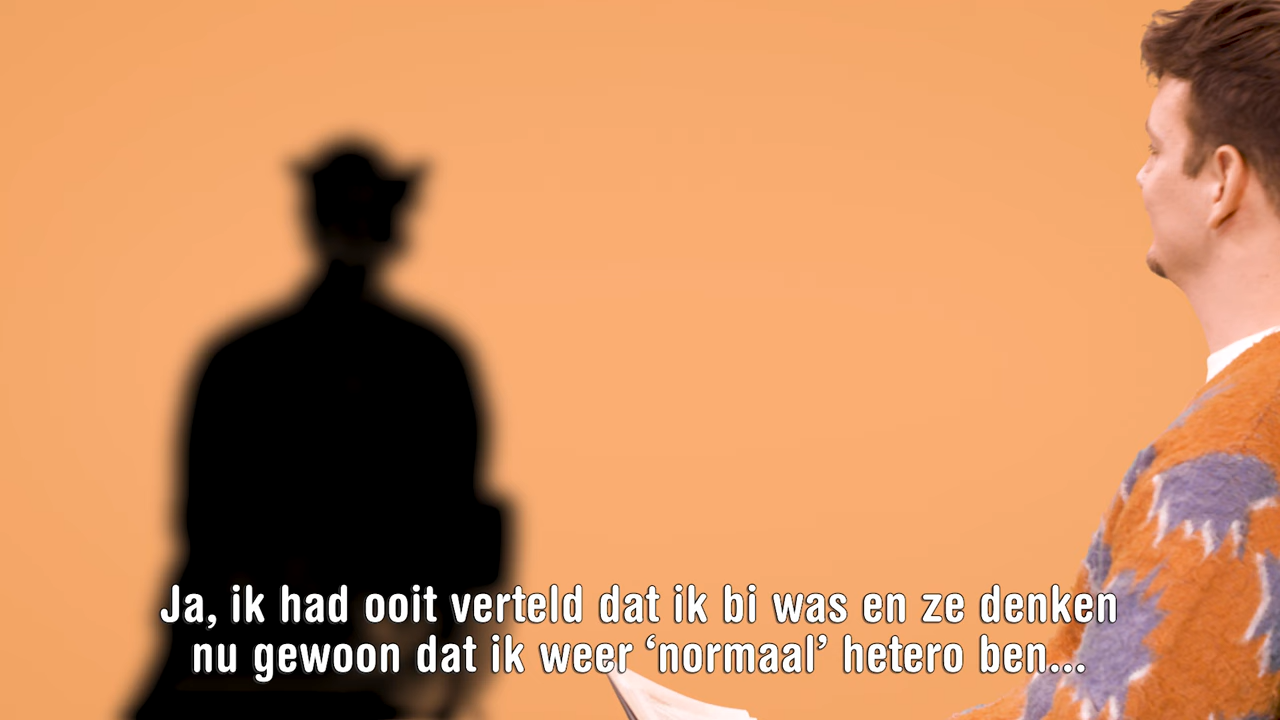 Ja, ik had ooit verteld dat ik bi was en ze denken
nu gewoon dat ik weer ‘normaal’ hetero ben...